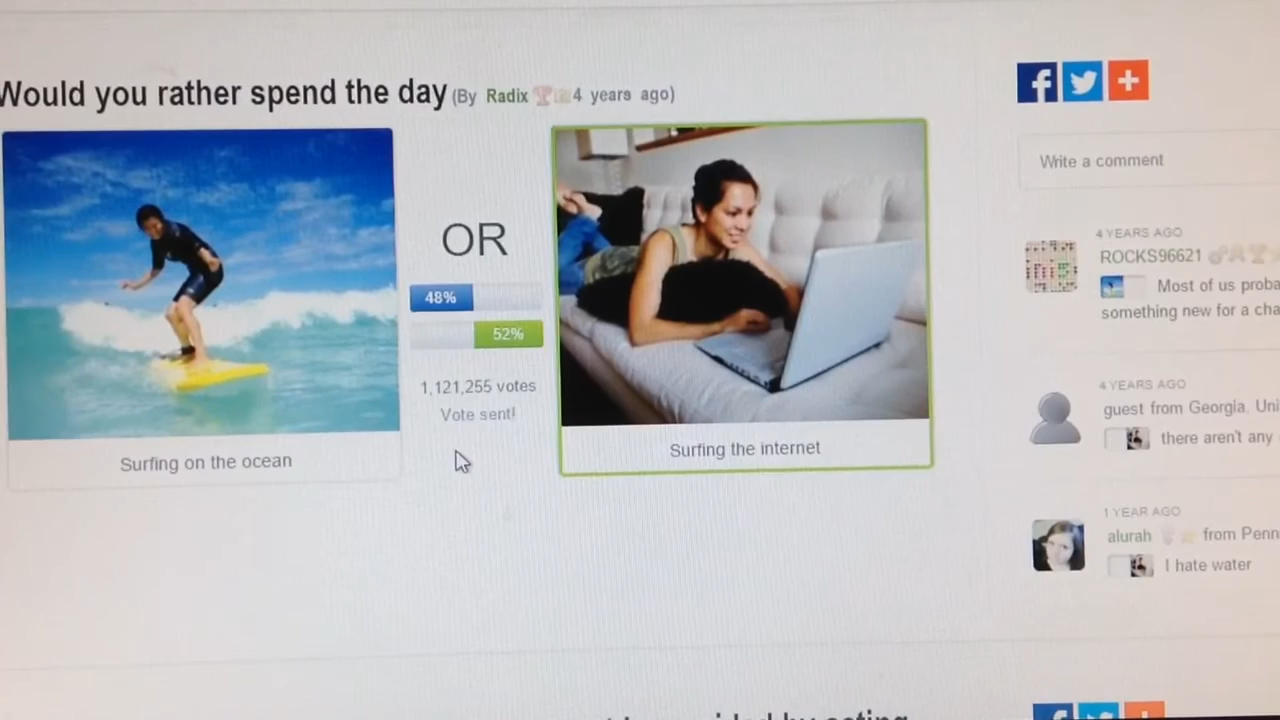 Would you rather spend the day (By Radix 4 years ago)
OR
48%
52%
1,121,255 votes
Vote sent!
Surfing on the ocean
Surfing the internet
f
+
Write a comment
4 YEARS AGO
ROCKS96621
Most of us proba
something new for a cha
4 YEARS AGO
guest from Georgia, Uni
there aren't any
1 YEAR AGO
alurah from Penn
I hate water